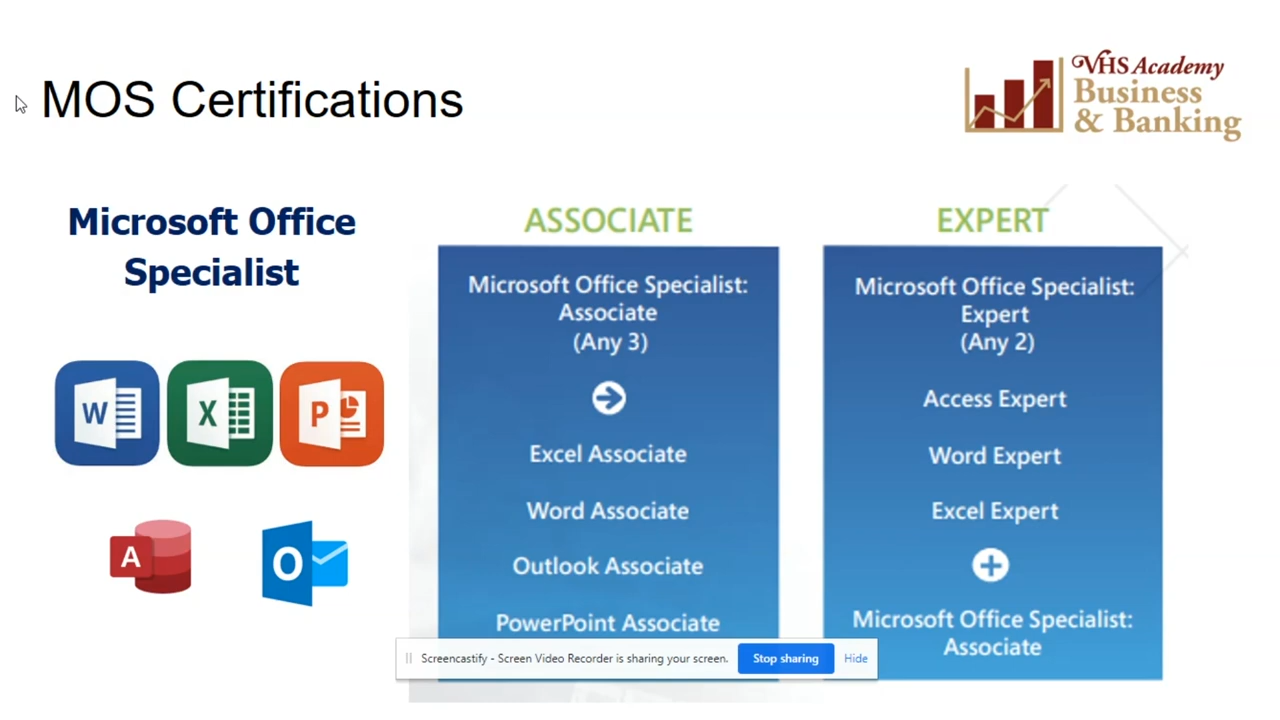 MOS Certifications
VHS Academy
Business
& Banking
Microsoft Office
Specialist
W
X
P
A
O
ASSOCIATE
Microsoft Office Specialist:
Associate
(Any 3)
Excel Associate
Word Associate
Outlook Associate
PowerPoint Associate
EXPERT
Microsoft Office Specialist:
Expert
(Any 2)
Access Expert
Word Expert
Excel Expert
Microsoft Office Specialist:
Associate
Screencastify - Screen Video Recorder is sharing your screen.
Stop sharing
Hide